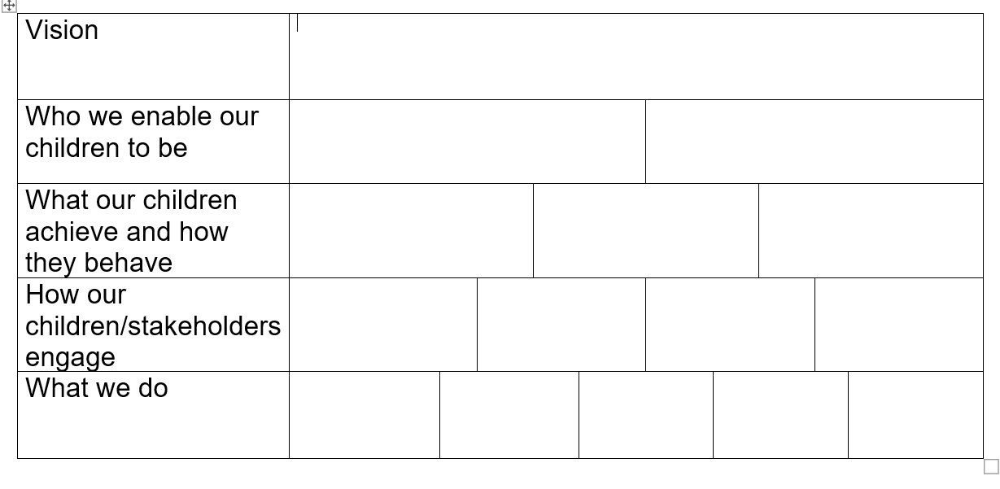 Vision
Who we enable our
children to be
What our children
achieve and how
they behave
How our
children/stakeholders
engage
What we do